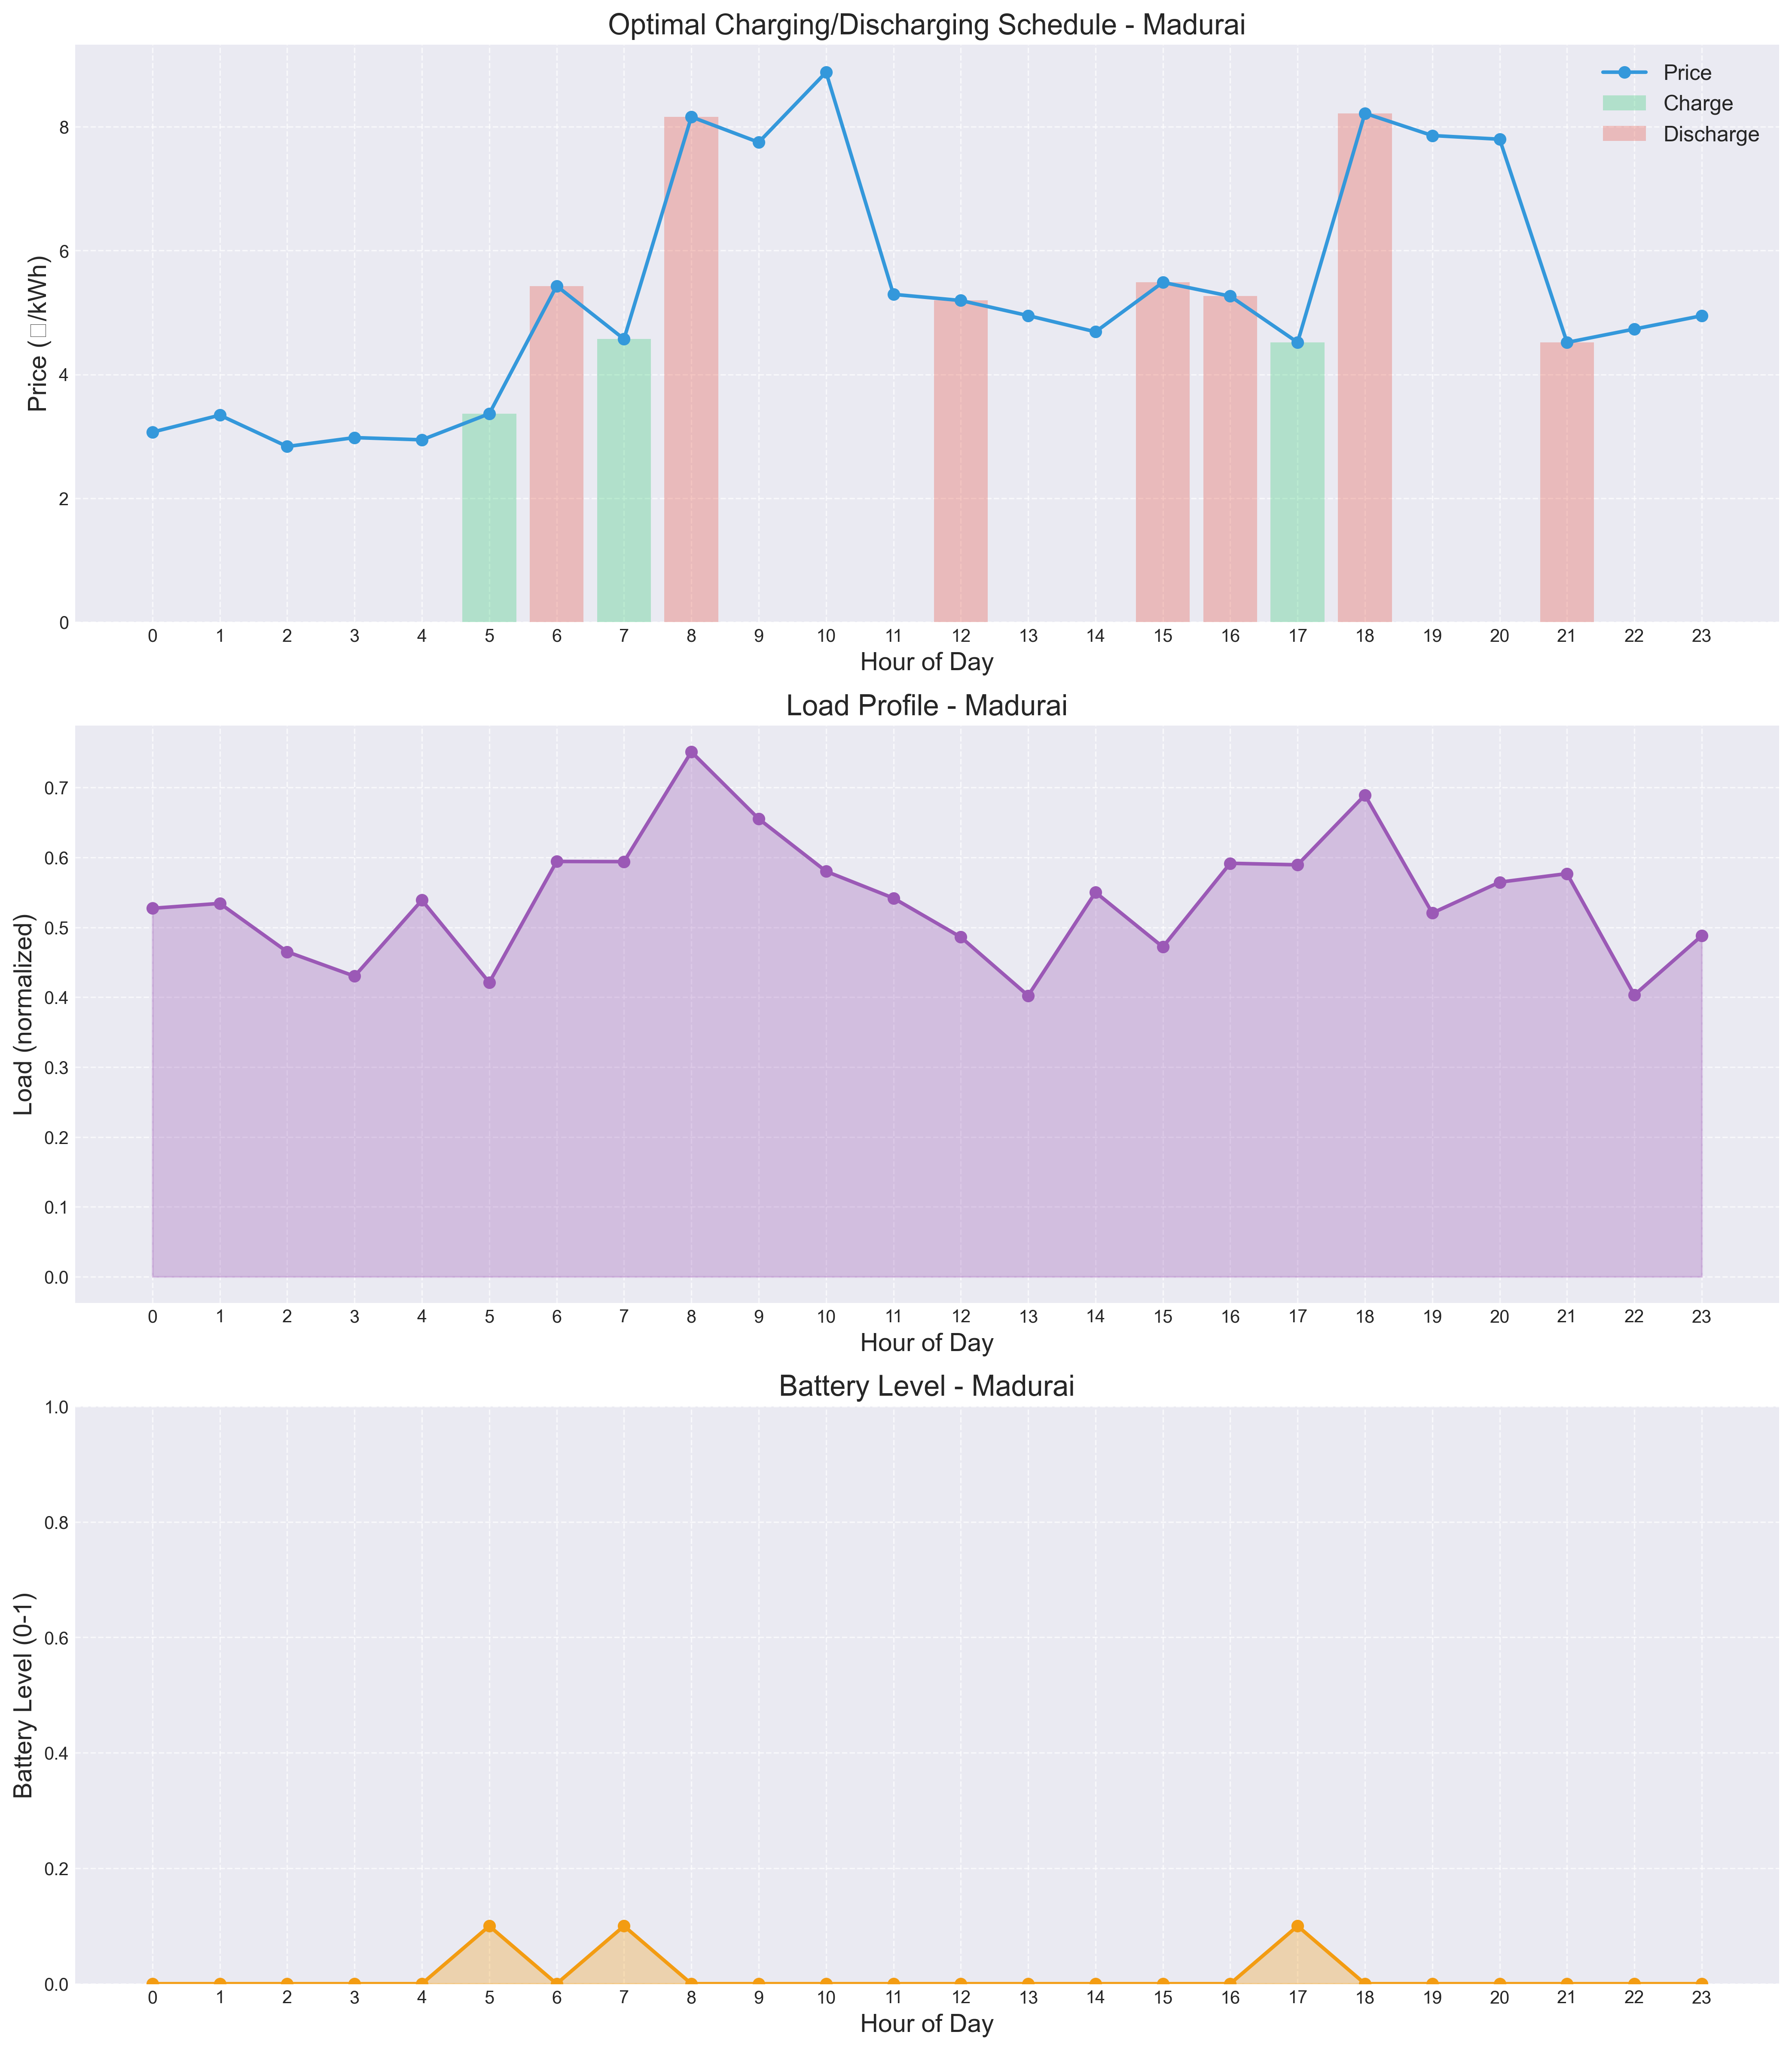 Optimal Charging/Discharging Schedule - Madurai
Price
Charge
Discharge
Price (□/kWh)
8
6
4
2
0
0 1 2 3 4 5 6 7 8 9 10 11 12 13 14 15 16 17 18 19 20 21 22 23
Hour of Day
Load Profile - Madurai
Load (normalized)
0.7
0.6
0.5
0.4
0.3
0.2
0.1
0.0
0 1 2 3 4 5 6 7 8 9 10 11 12 13 14 15 16 17 18 19 20 21 22 23
Hour of Day
Battery Level - Madurai
Battery Level (0-1)
1.0
0.8
0.6
0.4
0.2
0.0
0 1 2 3 4 5 6 7 8 9 10 11 12 13 14 15 16 17 18 19 20 21 22 23
Hour of Day